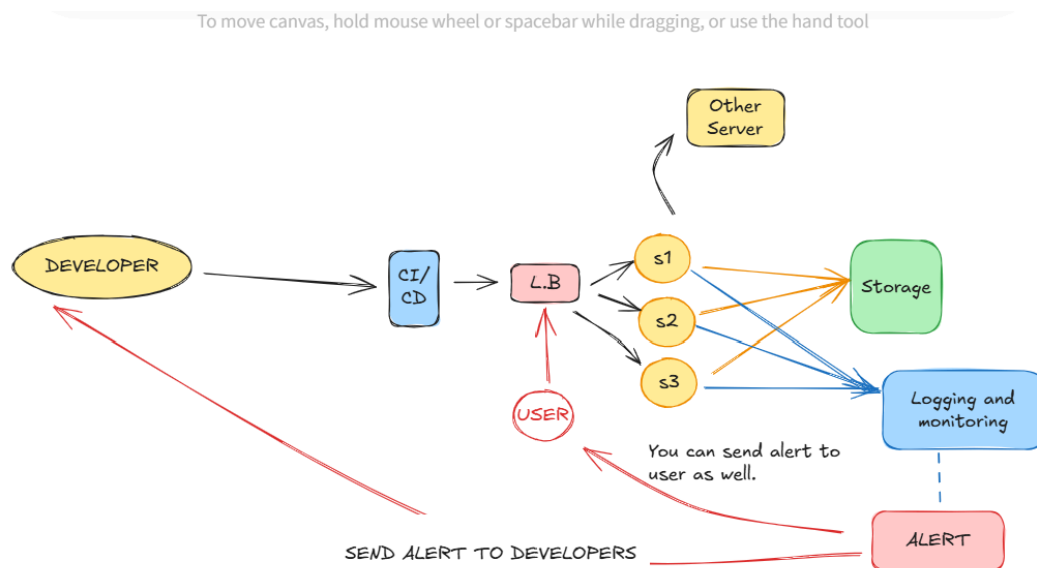 To move canvas, hold mouse wheel or spacebar while dragging, or use the hand tool
Other
Server
DEVELOPER
CI/
CD
L.B
s1
s2
s3
Storage
USER
Logging and
monitoring
You can send alert to
user as well.
ALERT
SEND ALERT TO DEVELOPERS